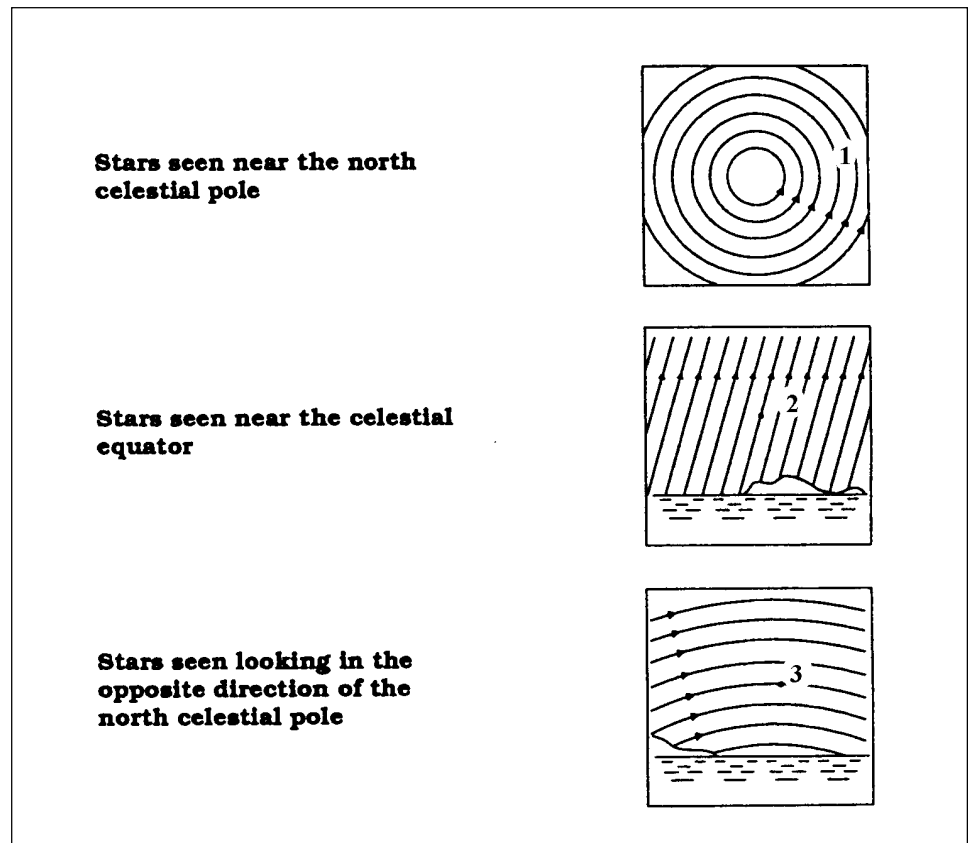 Stars seen near the north
celestial pole
1
Stars seen near the celestial
equator
2
Stars seen looking in the
opposite direction of the
north celestial pole
3